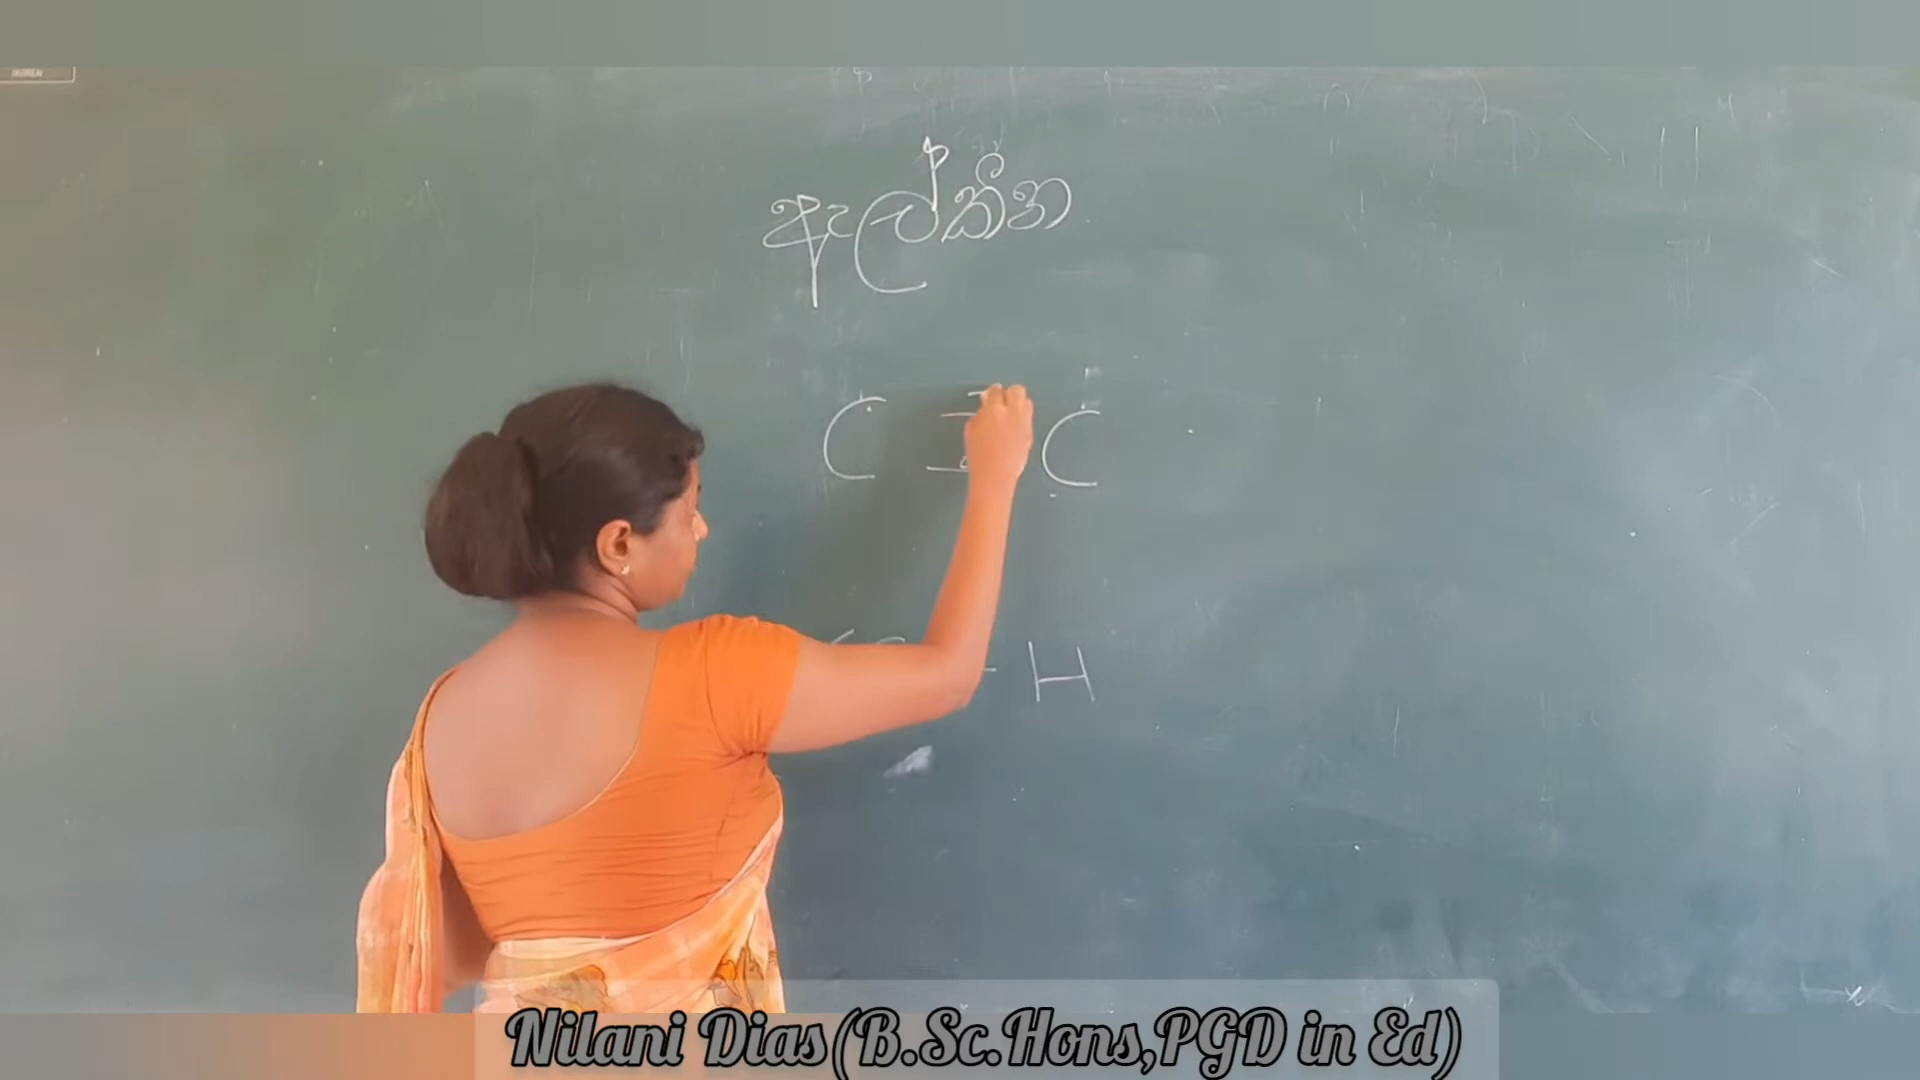 ඇල්කීන
C = C
- H
Nilani Dias(B.Sc.Hons,PGD in Ed)